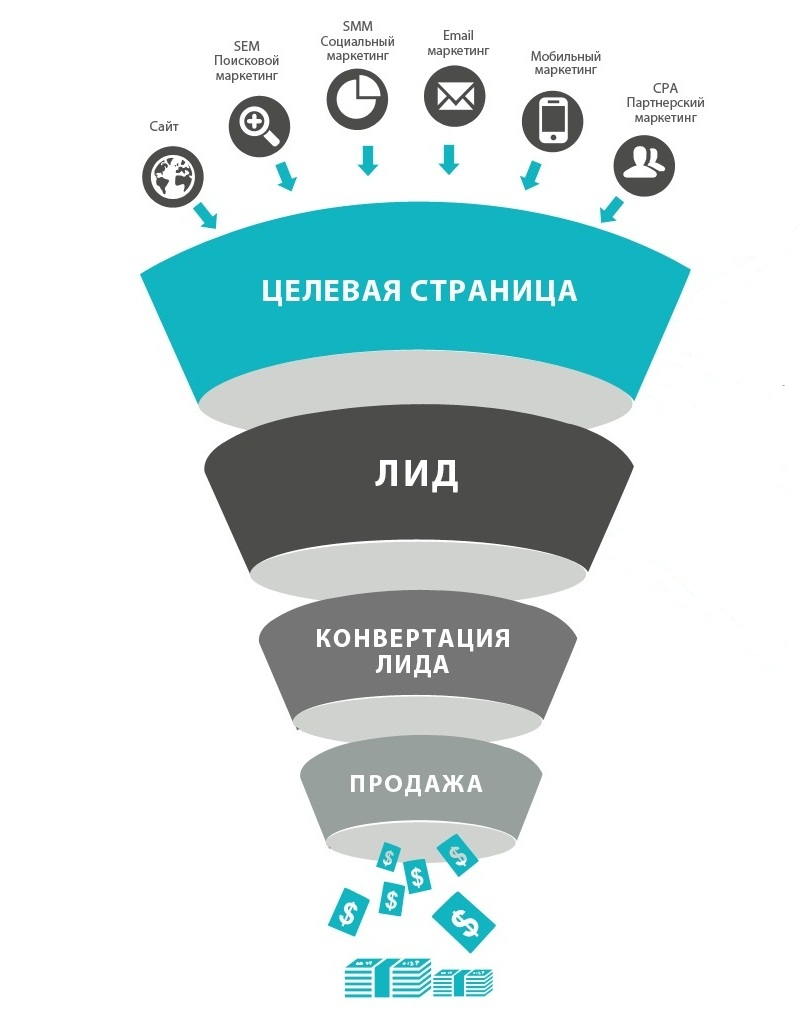 Сайт
SEM
Поисковой
маркетинг
SMM
Социальный
маркетинг
Email
маркетинг
Мобильный
маркетинг
CPA
Партнерский
маркетинг
ЦЕЛЕВАЯ СТРАНИЦА
ЛИД
КОНВЕРТАЦИЯ
ЛИДА
ПРОДАЖА
$
$
$
$
$
$